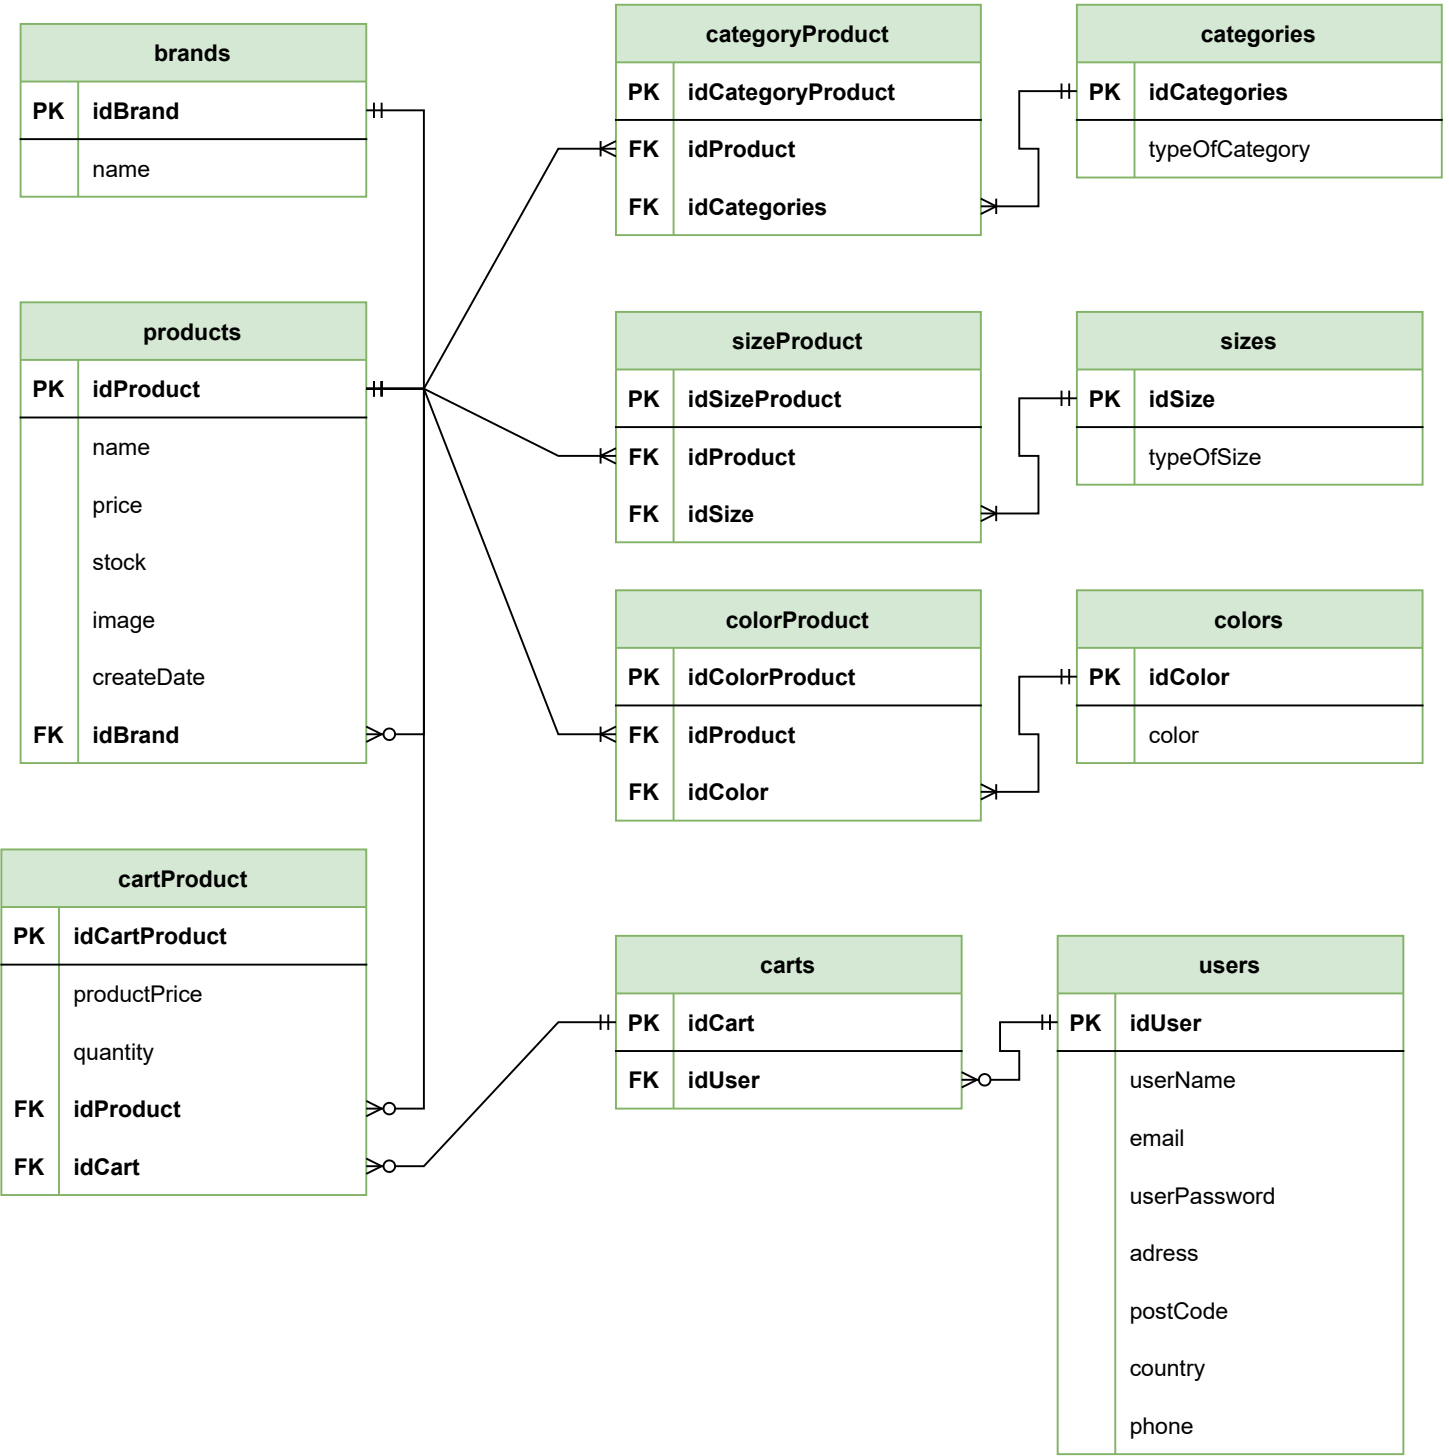 brands
PK idBrand
name
products
PK idProduct
name
price
stock
image
createDate
FK idBrand
cartProduct
PK idCartProduct
productPrice
quantity
FK idProduct
FK idCart
categoryProduct
PK idCategoryProduct
FK idProduct
FK idCategories
categories
PK idCategories
typeOfCategory
sizeProduct
PK idSizeProduct
FK idProduct
FK idSize
sizes
PK idSize
typeOfSize
colorProduct
PK idColorProduct
FK idProduct
FK idColor
colors
PK idColor
color
carts
PK idCart
FK idUser
users
PK idUser
userName
email
userPassword
adress
postCode
country
phone